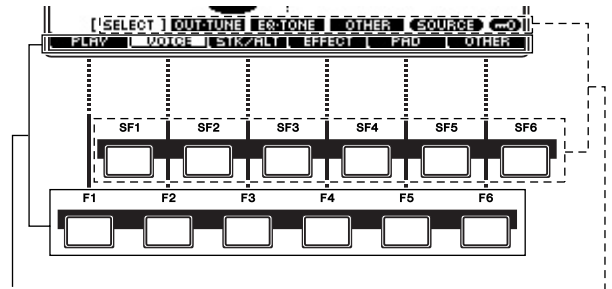 SELECT OUT-TUNE EQ-TONE OTHER SOURCE
PLAY VOICE STK/ALT EFFECT PAD OTHER
SF1 SF2 SF3 SF4 SF5 SF6
F1 F2 F3 F4 F5 F6